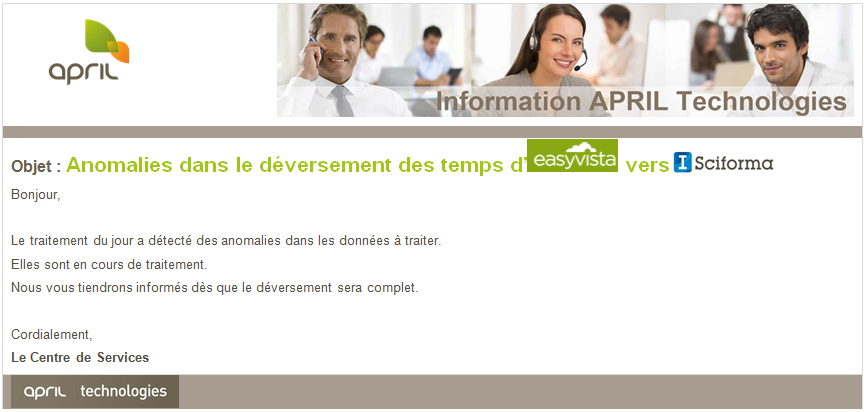 april
Information APRIL Technologies
Objet : Anomalies dans le déversement des temps d' easyvista vers Sciforma
Bonjour,
Le traitement du jour a détecté des anomalies dans les données à traiter.
Elles sont en cours de traitement.
Nous vous tiendrons informés dès que le déversement sera complet.
Cordialement,
Le Centre de Services
april technologies